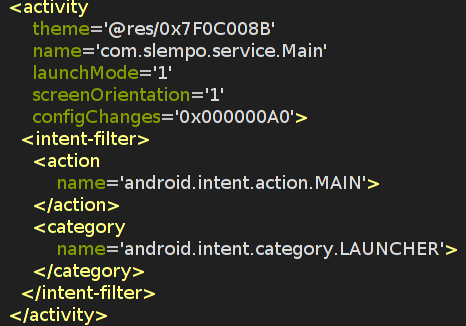 <activity
theme='@res/0x7F0C008B'
name='com.slempo.service.Main'
launchMode='1'
screenOrientation='1'
configChanges='0x000000A0'>
<intent-filter>
<action
name='android.intent.action.MAIN'>
</action>
<category
name='android.intent.category.LAUNCHER'>
</category>
</intent-filter>
</activity>